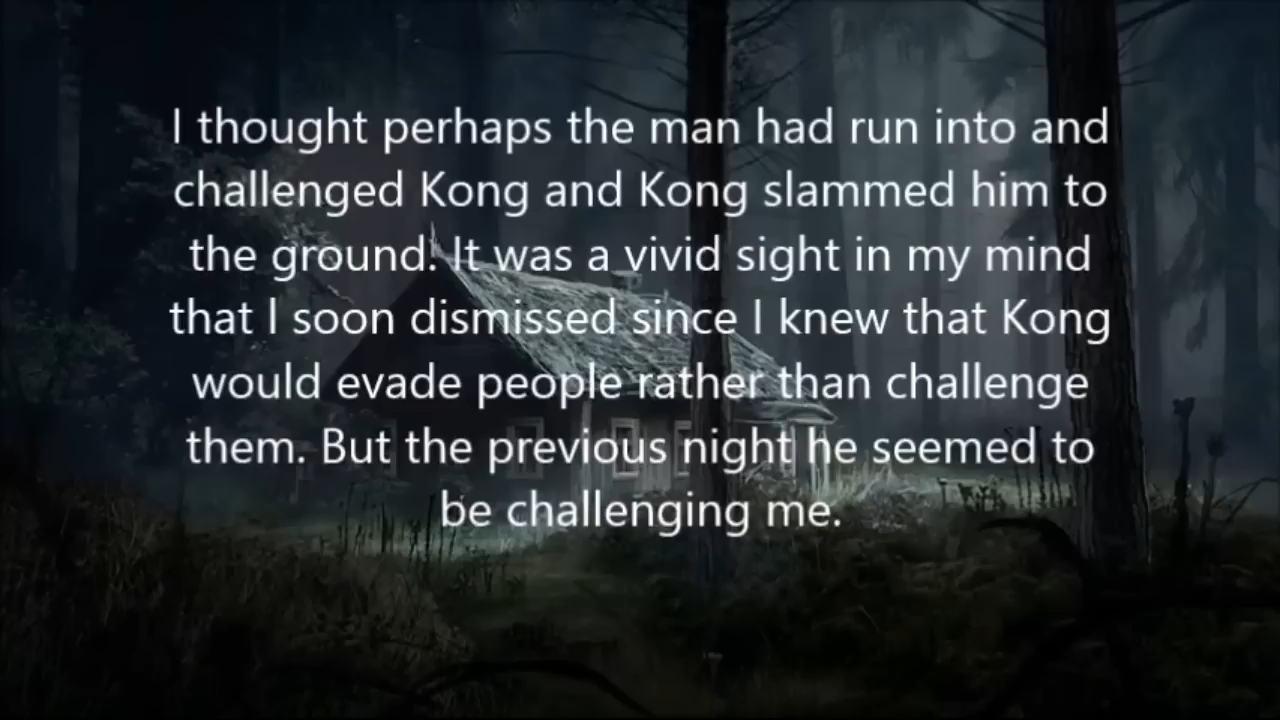 I thought perhaps the man had run into and
challenged Kong and Kong slammed him to
the ground. It was a vivid sight in my mind
that I soon dismissed since I knew that Kong
would evade people rather than challenge
them. But the previous night he seemed to
be challenging me.